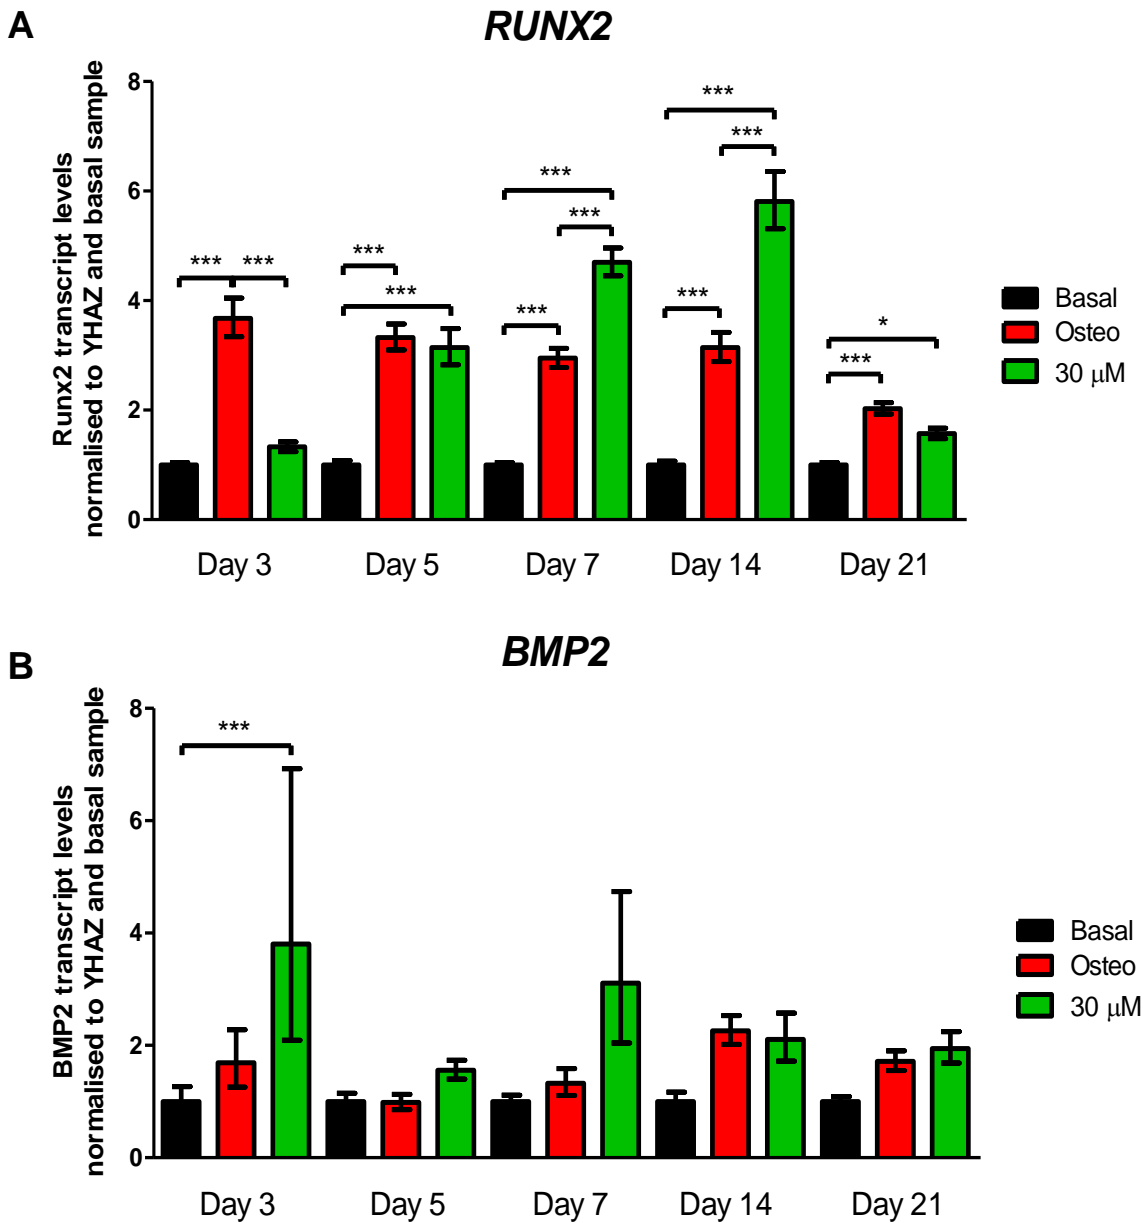 A
RUNX2
Runx2 transcript levels
normalised to YHAZ and basal sample
8
6
4
2
0
***
***
***
***
***
***
***
***
***
***
***
*
Day 3
Day 5
Day 7
Day 14
Day 21
Basal
Osteo
30 μM
B
BMP2
BMP2 transcript levels
normalised to YHAZ and basal sample
8
6
4
2
0
***
Day 3
Day 5
Day 7
Day 14
Day 21
Basal
Osteo
30 μM